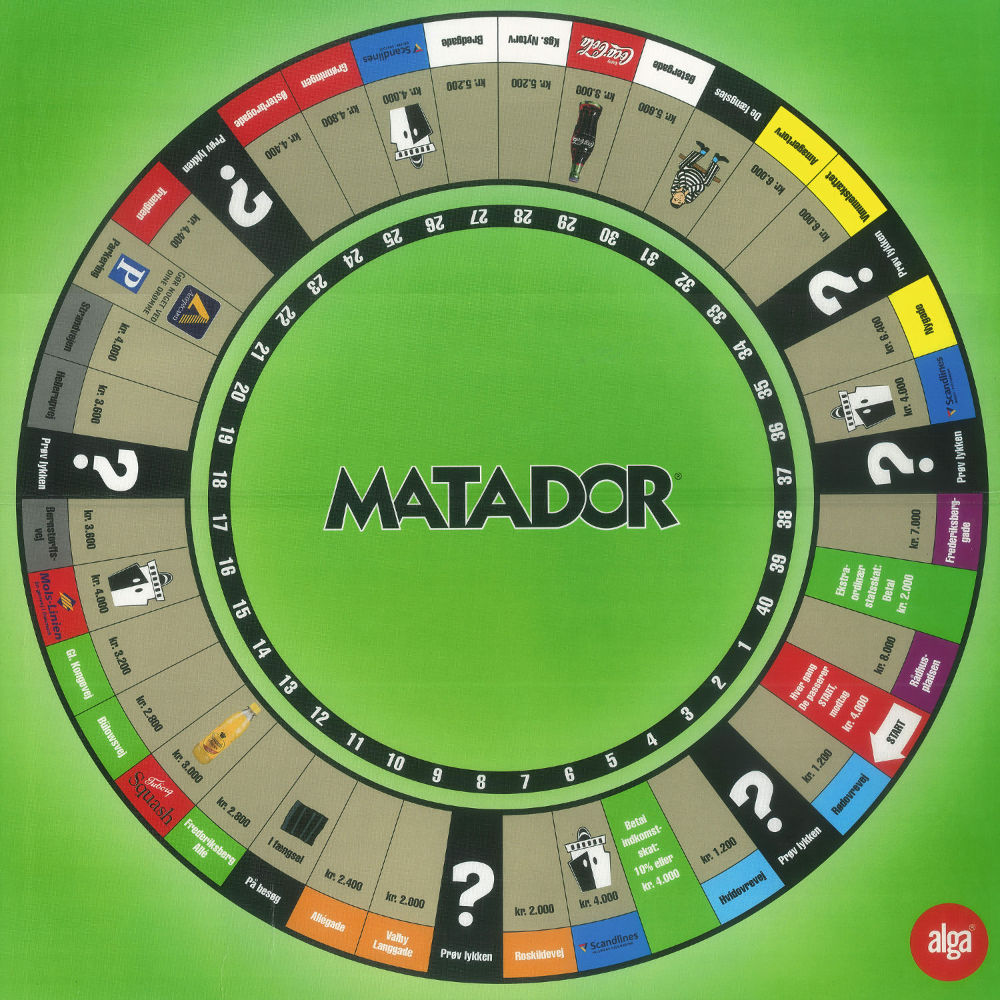 MATADOR®
START
Hver gang
De passerer
START,
modtag
kr. 4.000
kr. 1.200
Rødovrevej
?
Prøv lykken
kr. 1.200
Hvidovrevej
Betal
indkomst-
skat:
10% eller
kr. 4.000
kr. 4.000
Scandlines
kr. 2.000
Roskildevej
?
Prøv lykken
kr. 2.000
Valby
Langgade
kr. 2.400
Allégade
I fængsel
På besøg
kr. 2.800
Frederiksberg
Allé
kr. 3.000
Tuborg
Squash
kr. 2.800
Bülowsvej
kr. 3.200
Gl. Kongevej
kr. 4.000
Mols-Linien
kr. 3.600
Bernstorffs-
vej
?
Prøv lykken
kr. 3.600
Hellerupvej
kr. 4.000
Strandvejen
Parkering
P
GØR NOGET VED
DINE DRØMME
kr. 4.400
Trianglen
?
Prøv lykken
kr. 4.400
Østerbrogade
kr. 4.800
Grønningen
kr. 4.000
Scandlines
kr. 5.200
Bredgade
kr. 5.200
Kgs. Nytorv
kr. 3.000
Coca-Cola
kr. 5.600
Østergade
De fængsles
kr. 6.000
Amagertorv
kr. 6.000
Vimmelskaftet
?
Prøv lykken
kr. 6.400
Nygade
kr. 4.000
Scandlines
?
Prøv lykken
kr. 7.000
Frederiksberg-
gade
Ekstra-
ordinær
statsskat:
Betal
kr. 2.000
kr. 8.000
Rådhus-
pladsen
1
2
3
4
5
6
7
8
9
10
11
12
13
14
15
16
17
18
19
20
21
22
23
24
25
26
27
28
29
30
31
32
33
34
35
36
37
38
39
40
alga®